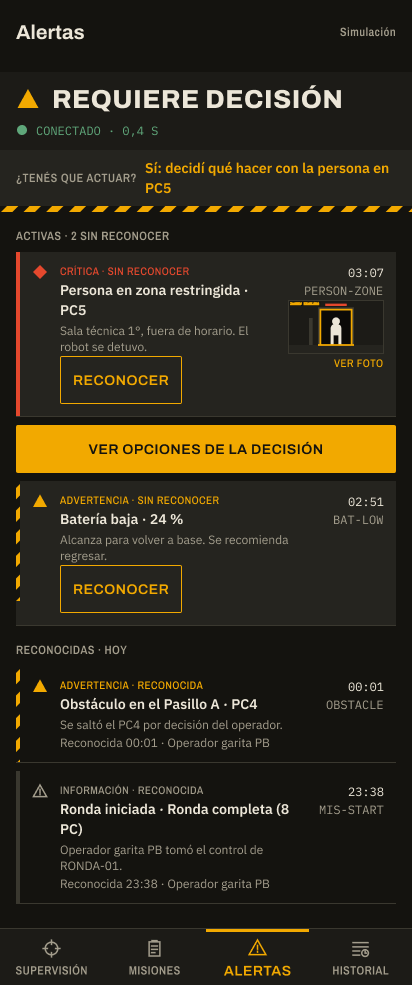 Alertas
Simulación
REQUIERE DECISIÓN
CONECTADO · 0,4 S
¿TENÉS QUE ACTUAR?
Sí: decidí qué hacer con la persona en
PC5
ACTIVAS · 2 SIN RECONOCER
CRÍTICA · SIN RECONOCER
03:07
Persona en zona restringida ·
PC5
PERSON-ZONE
Sala técnica 1°, fuera de horario. El
robot se detuvo.
VER FOTO
RECONOCER
VER OPCIONES DE LA DECISIÓN
ADVERTENCIA · SIN RECONOCER
02:51
Batería baja · 24 %
BAT-LOW
Alcanza para volver a base. Se recomienda
regresar.
RECONOCER
RECONOCIDAS · HOY
ADVERTENCIA · RECONOCIDA
00:01
Obstáculo en el Pasillo A · PC4
OBSTACLE
Se saltó el PC4 por decisión del operador.
Reconocida 00:01 · Operador garita PB
INFORMACIÓN · RECONOCIDA
23:38
Ronda iniciada · Ronda completa (8
PC)
MIS-START
Operador garita PB tomó el control de
RONDA-01.
Reconocida 23:38 · Operador garita PB
SUPERVISIÓN
MISIONES
ALERTAS
HISTORIAL